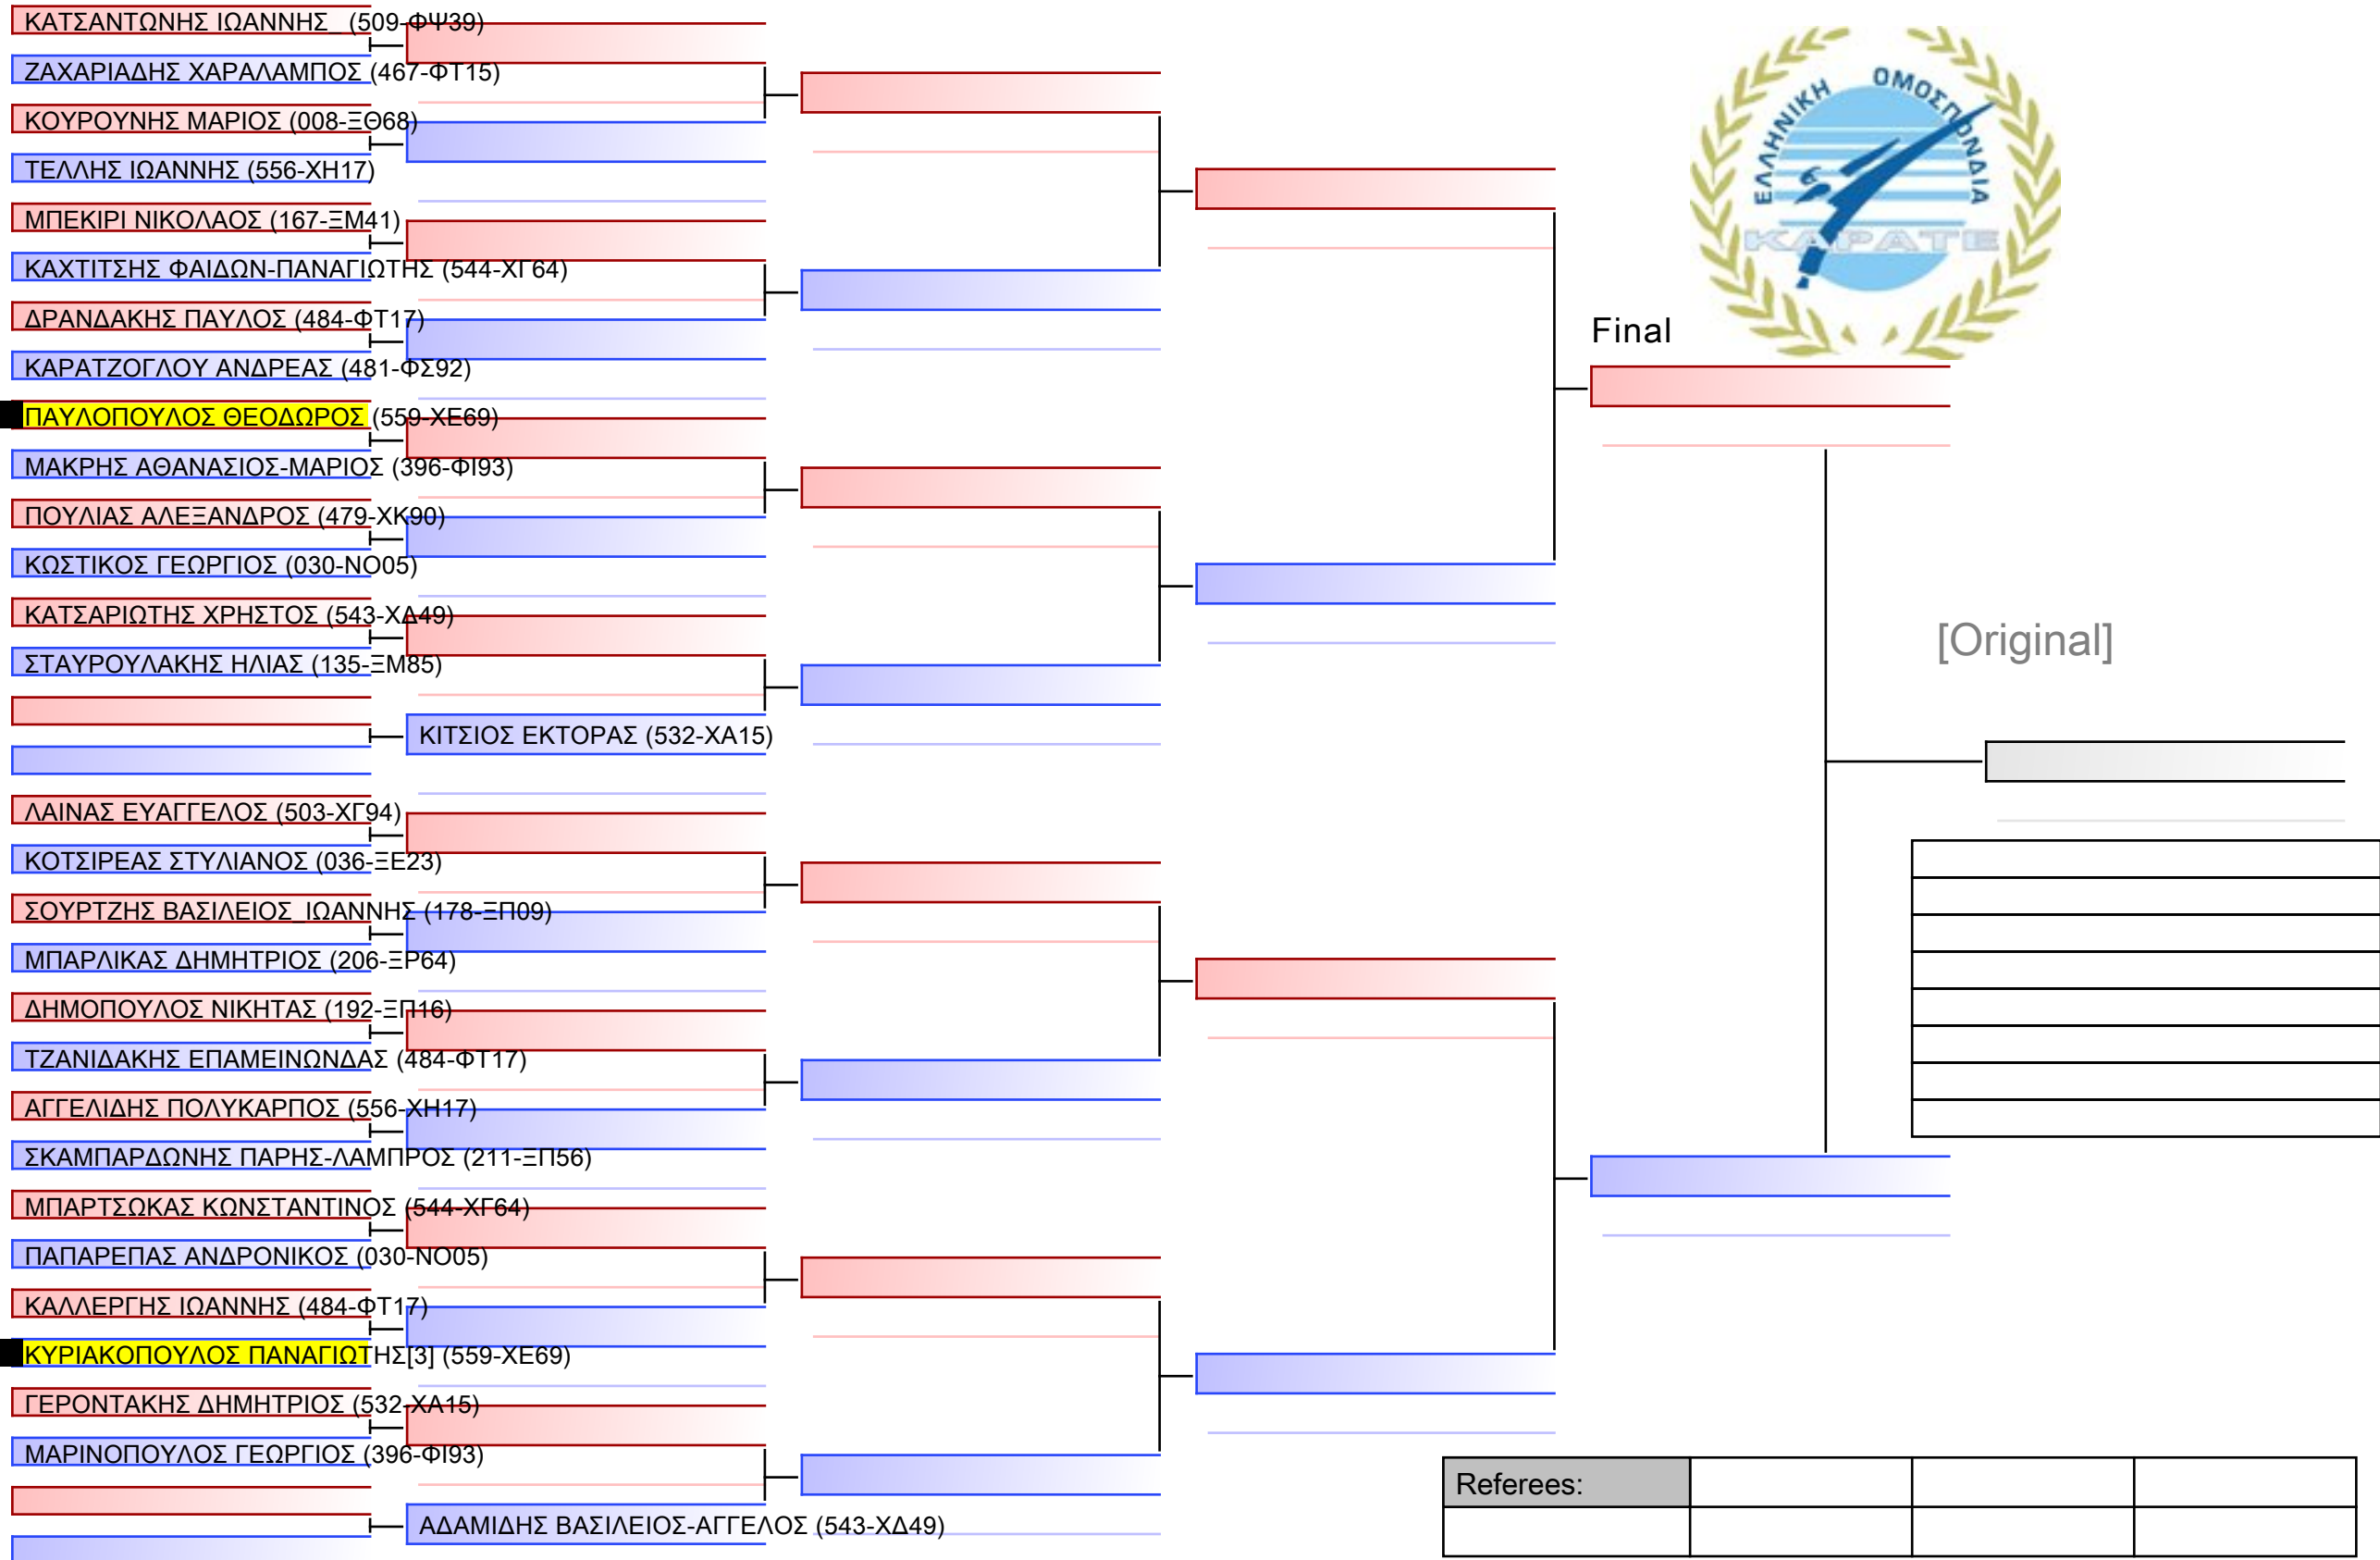 ΚΑΤΣΑΝΤΩΝΗΣ ΙΩΑΝΝΗΣ_ (509-ΦΨ39)
ΖΑΧΑΡΙΑΔΗΣ ΧΑΡΑΛΑΜΠΟΣ (467-ΦΤ15)
ΚΟΥΡΟΥΝΗΣ ΜΑΡΙΟΣ (008-ΞΘ68)
ΤΕΛΛΗΣ ΙΩΑΝΝΗΣ (556-ΧΗ17)
ΜΠΕΚΙΡΙ ΝΙΚΟΛΑΟΣ (167-ΞΜ41)
ΚΑΧΤΙΤΣΗΣ ΦΑΙΔΩΝ-ΠΑΝΑΓΙΩΤΗΣ (544-ΧΓ64)
ΔΡΑΝΔΑΚΗΣ ΠΑΥΛΟΣ (484-ΦΤ17)
ΚΑΡΑΤΖΟΓΛΟΥ ΑΝΔΡΕΑΣ (481-ΦΣ92)
ΠΑΥΛΟΠΟΥΛΟΣ ΘΕΟΔΩΡΟΣ (559-ΧΕ69)
ΜΑΚΡΗΣ ΑΘΑΝΑΣΙΟΣ-ΜΑΡΙΟΣ (396-ΦΙ93)
ΠΟΥΛΙΑΣ ΑΛΕΞΑΝΔΡΟΣ (479-ΧΚ90)
ΚΩΣΤΙΚΟΣ ΓΕΩΡΓΙΟΣ (030-ΝΟ05)
ΚΑΤΣΑΡΙΩΤΗΣ ΧΡΗΣΤΟΣ (543-ΧΔ49)
ΣΤΑΥΡΟΥΛΑΚΗΣ ΗΛΙΑΣ (135-ΞΜ85)
ΚΙΤΣΙΟΣ ΕΚΤΟΡΑΣ (532-ΧΑ15)
ΛΑΙΝΑΣ ΕΥΑΓΓΕΛΟΣ (503-ΧΓ94)
ΚΟΤΣΙΡΕΑΣ ΣΤΥΛΙΑΝΟΣ (036-ΞΕ23)
ΣΟΥΡΤΖΗΣ ΒΑΣΙΛΕΙΟΣ_ΙΩΑΝΝΗΣ (178-ΞΠ09)
ΜΠΑΡΛΙΚΑΣ ΔΗΜΗΤΡΙΟΣ (206-ΞΡ64)
ΔΗΜΟΠΟΥΛΟΣ ΝΙΚΗΤΑΣ (192-ΞΠ16)
ΤΖΑΝΙΔΑΚΗΣ ΕΠΑΜΕΙΝΩΝΔΑΣ (484-ΦΤ17)
ΑΓΓΕΛΙΔΗΣ ΠΟΛΥΚΑΡΠΟΣ (556-ΧΗ17)
ΣΚΑΜΠΑΡΔΩΝΗΣ ΠΑΡΗΣ-ΛΑΜΠΡΟΣ (211-ΞΠ56)
ΜΠΑΡΤΣΩΚΑΣ ΚΩΝΣΤΑΝΤΙΝΟΣ (544-ΧΓ64)
ΠΑΠΑΡΕΠΑΣ ΑΝΔΡΟΝΙΚΟΣ (030-ΝΟ05)
ΚΑΛΛΕΡΓΗΣ ΙΩΑΝΝΗΣ (484-ΦΤ17)
ΚΥΡΙΑΚΟΠΟΥΛΟΣ ΠΑΝΑΓΙΩΤΗΣ[3] (559-ΧΕ69)
ΓΕΡΟΝΤΑΚΗΣ ΔΗΜΗΤΡΙΟΣ (532-ΧΑ15)
ΜΑΡΙΝΟΠΟΥΛΟΣ ΓΕΩΡΓΙΟΣ (396-ΦΙ93)
ΑΔΑΜΙΔΗΣ ΒΑΣΙΛΕΙΟΣ-ΑΓΓΕΛΟΣ (543-ΧΔ49)
ΕΛΛΗΝΙΚΗ ΟΜΟΣΠΟΝΔΙΑ
ΚΑΡΑΤΕ
Final
[Original]
Referees: